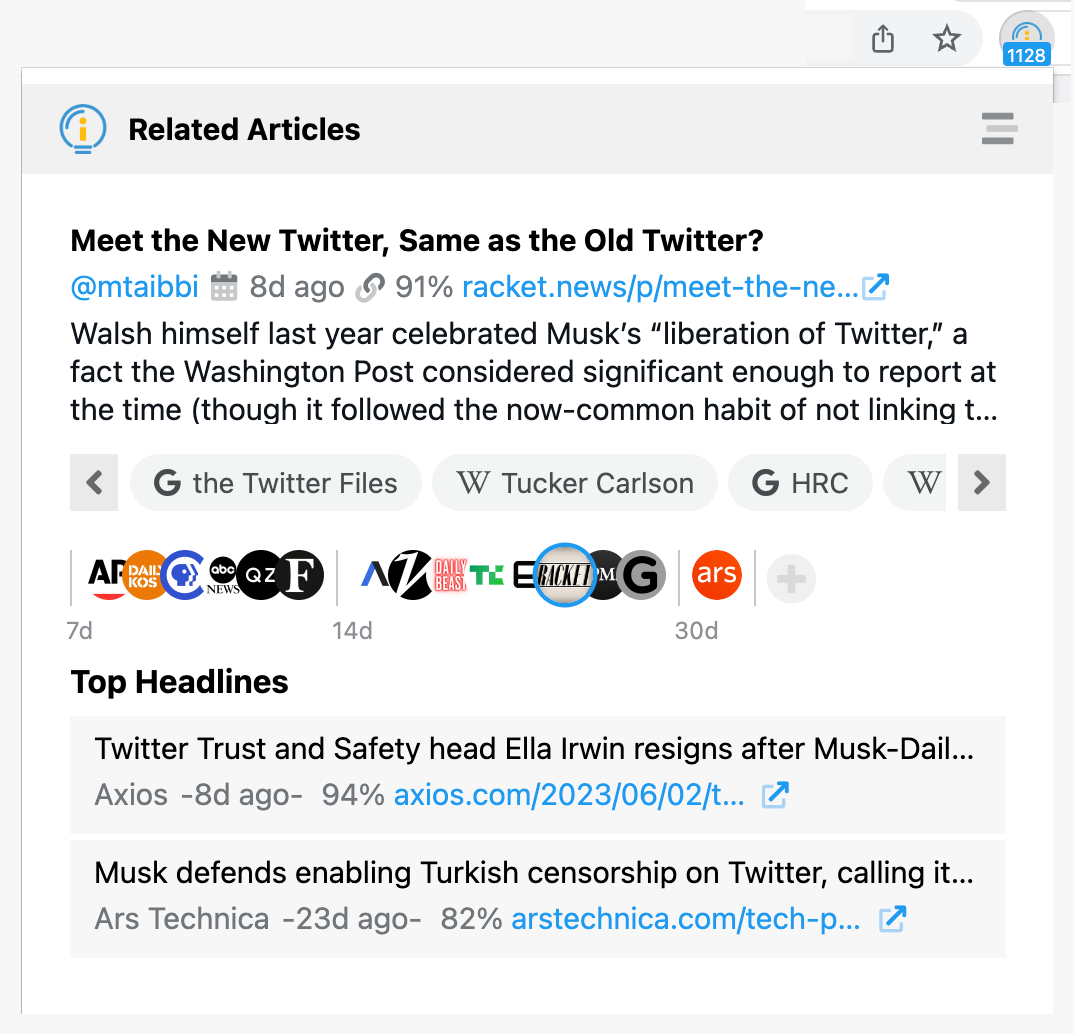 1128
Related Articles
Meet the New Twitter, Same as the Old Twitter?
@mtaibbi 8d ago 91% racket.news/p/meet-the-ne...
Walsh himself last year celebrated Musk’s “liberation of Twitter,” a
fact the Washington Post considered significant enough to report at
the time (though it followed the now-common habit of not linking t...
G the Twitter Files W Tucker Carlson G HRC W
AP DAILY KOS abc NEWS QZ F DAILY BEAST TC E RACKET PM G ars
7d 14d 30d
Top Headlines
Twitter Trust and Safety head Ella Irwin resigns after Musk-Dail...
Axios -8d ago- 94% axios.com/2023/06/02/t...
Musk defends enabling Turkish censorship on Twitter, calling it...
Ars Technica -23d ago- 82% arstechnica.com/tech-p...